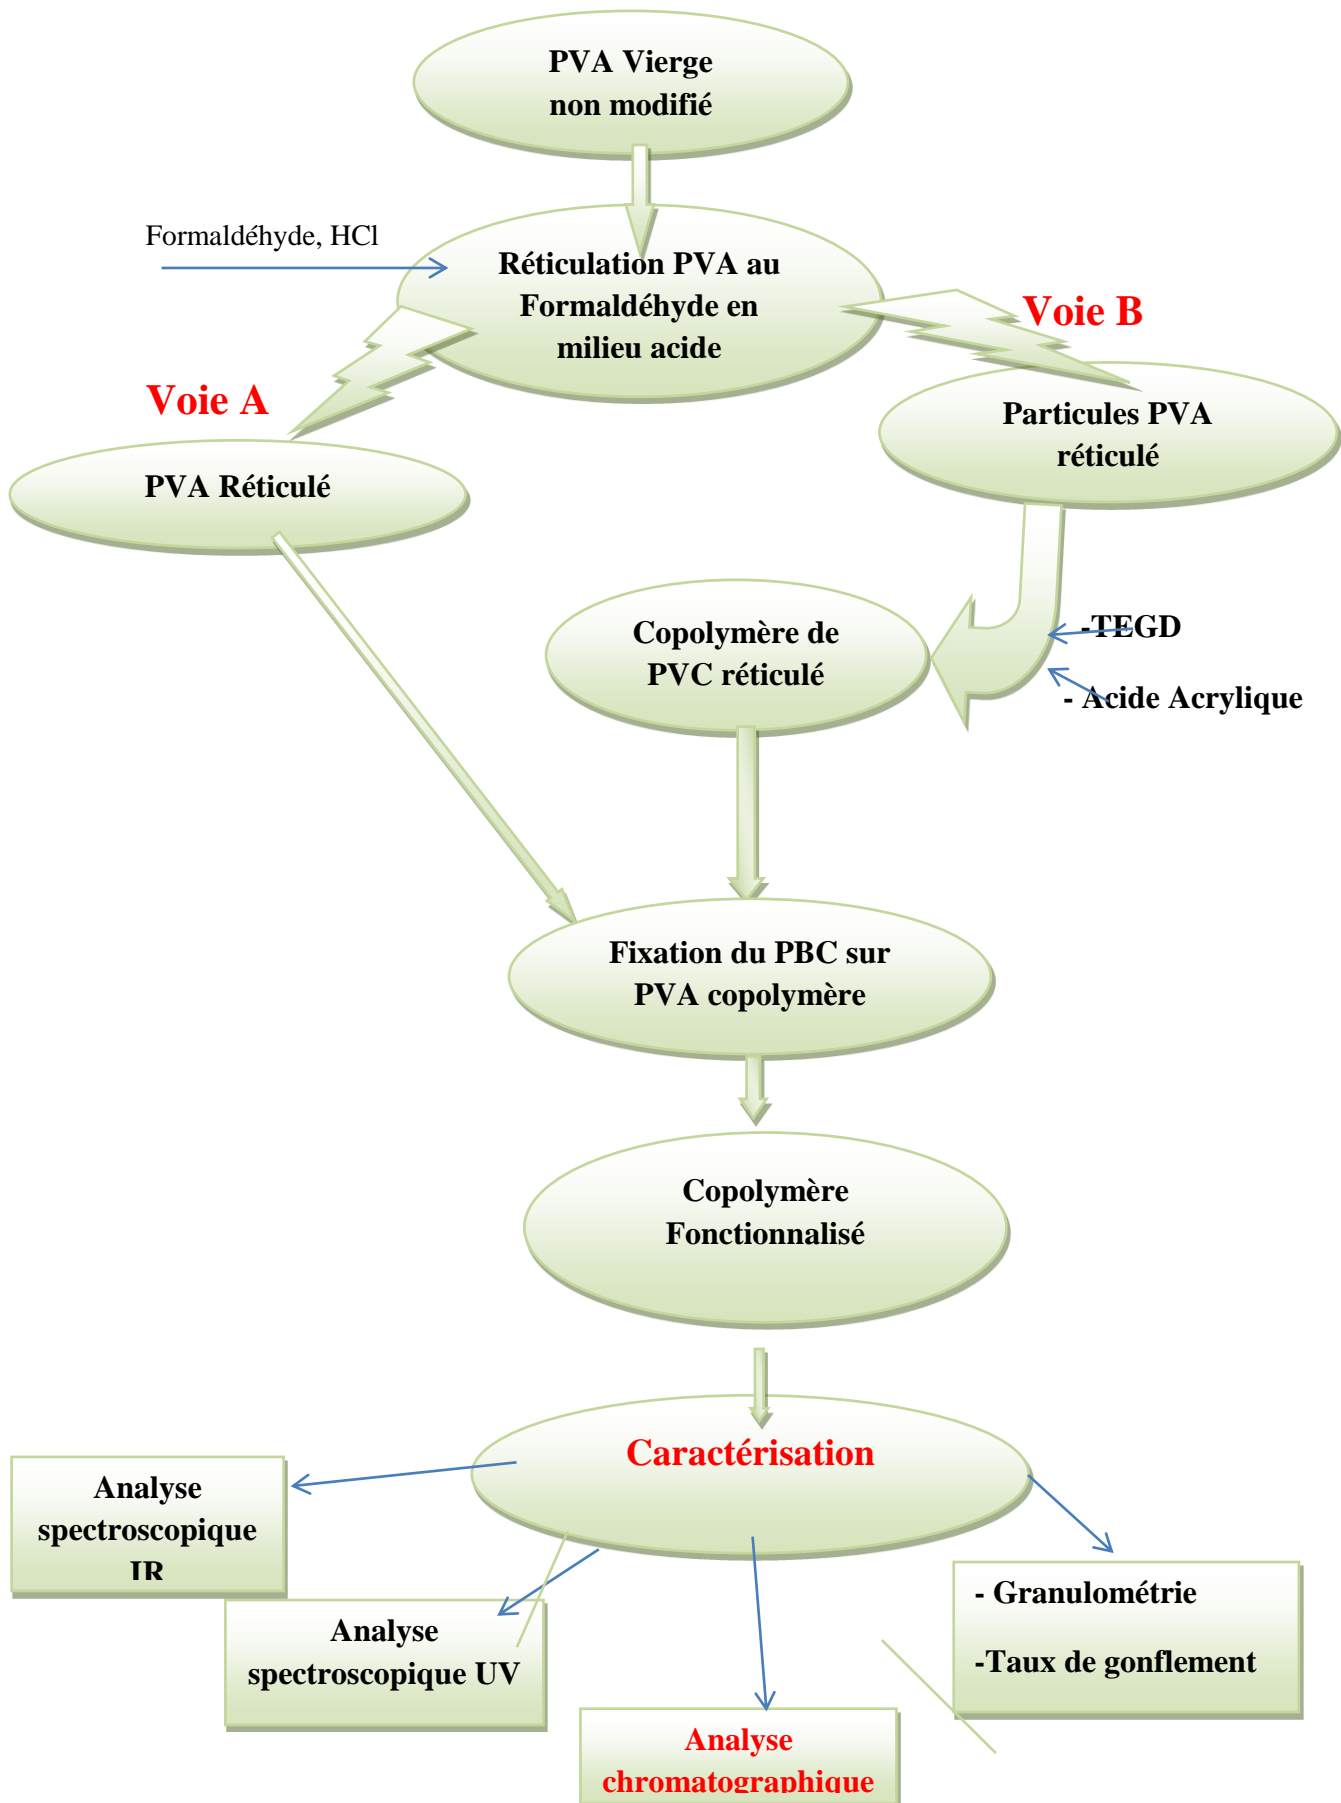 PVA Vierge
non modifié
Formaldéhyde, HCl
Réticulation PVA au
Formaldéhyde en
milieu acide
Voie B
Voie A
Particules PVA
réticulé
PVA Réticulé
Copolymère de
PVC réticulé
-TEGD
- Acide Acrylique
Fixation du PBC sur
PVA copolymère
Copolymère
Fonctionnalisé
Caractérisation
Analyse
spectroscopique
IR
Analyse
spectroscopique UV
- Granulométrie
-Taux de gonflement
Analyse
chromatographique